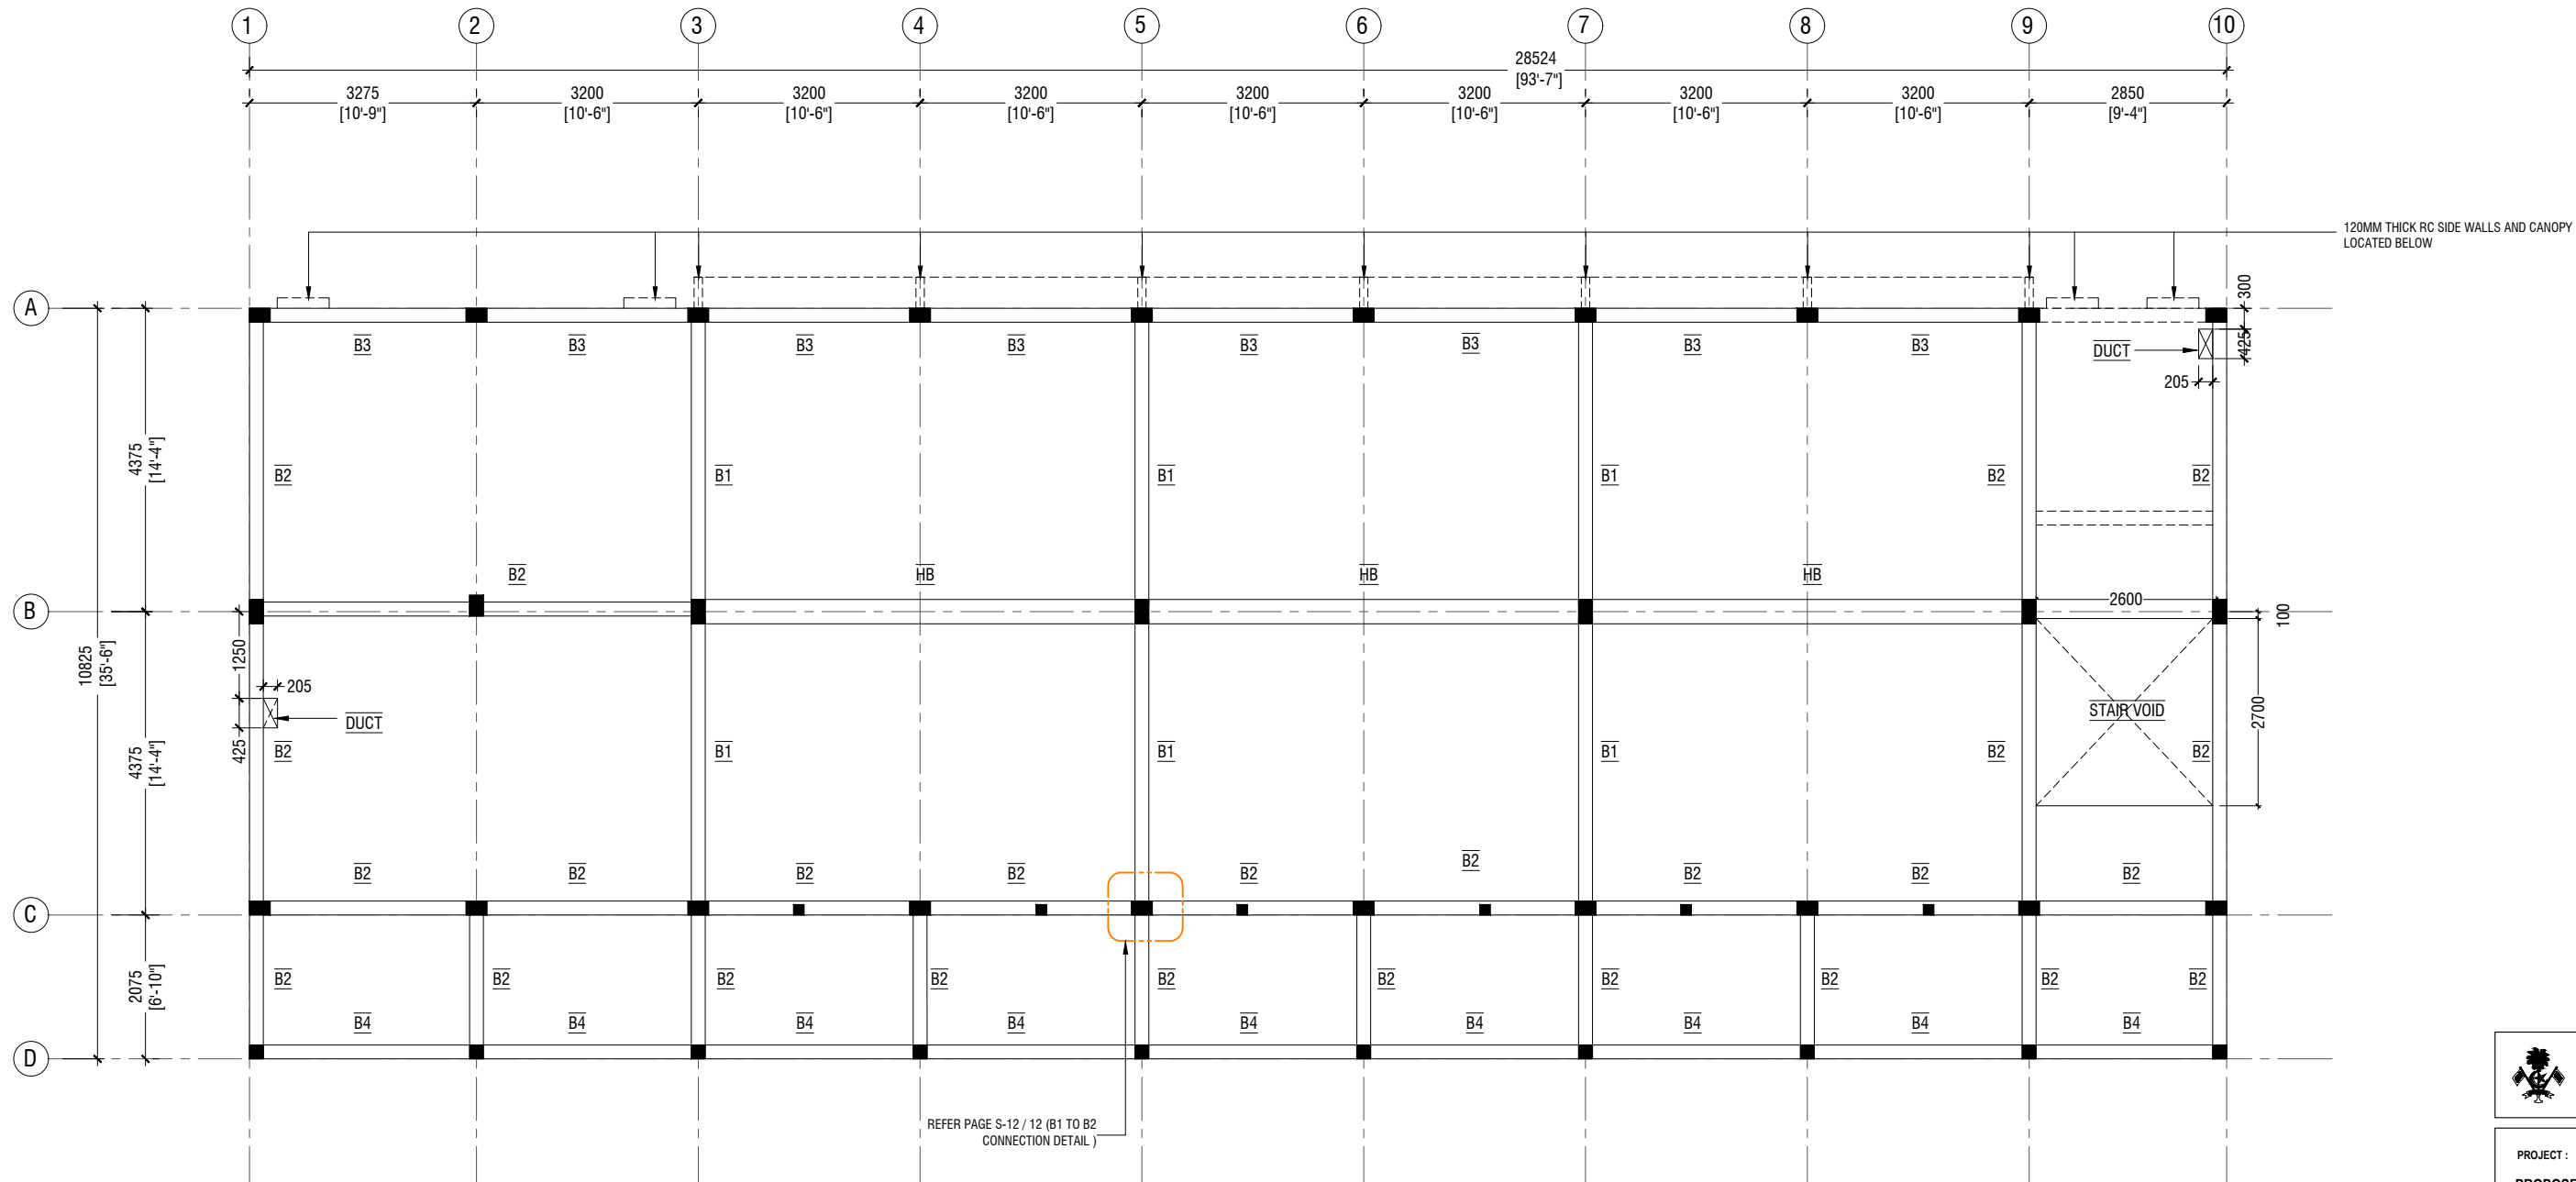 1 2 3 4 5 6 7 8 9 10
28524
[93'-7"]
3275 3200 3200 3200 3200 3200 3200 3200 2850
[10'-9"] [10'-6"] [10'-6"] [10'-6"] [10'-6"] [10'-6"] [10'-6"] [10'-6"] [9'-4"]
120MM THICK RC SIDE WALLS AND CANOPY
LOCATED BELOW
300
A
B3 B3 B3 B3 B3 B3 B3 B3
DUCT
425
205
4375
[14'-4"]
B2 B1 B1 B1 B2 B2
B2 HB HB HB
2600
B
100
10825
[35'-6"]
1250
205
DUCT
425
STAIR VOID
2700
4375
[14'-4"]
B2 B1 B1 B1 B2 B2
B2 B2 B2 B2 B2 B2 B2 B2 B2
C
2075
[6'-10"]
B2 B2 B2 B2 B2 B2 B2 B2 B2 B2
B4 B4 B4 B4 B4 B4 B4 B4 B4
D
REFER PAGE S-12 / 12 (B1 TO B2
CONNECTION DETAIL )
PROJECT :